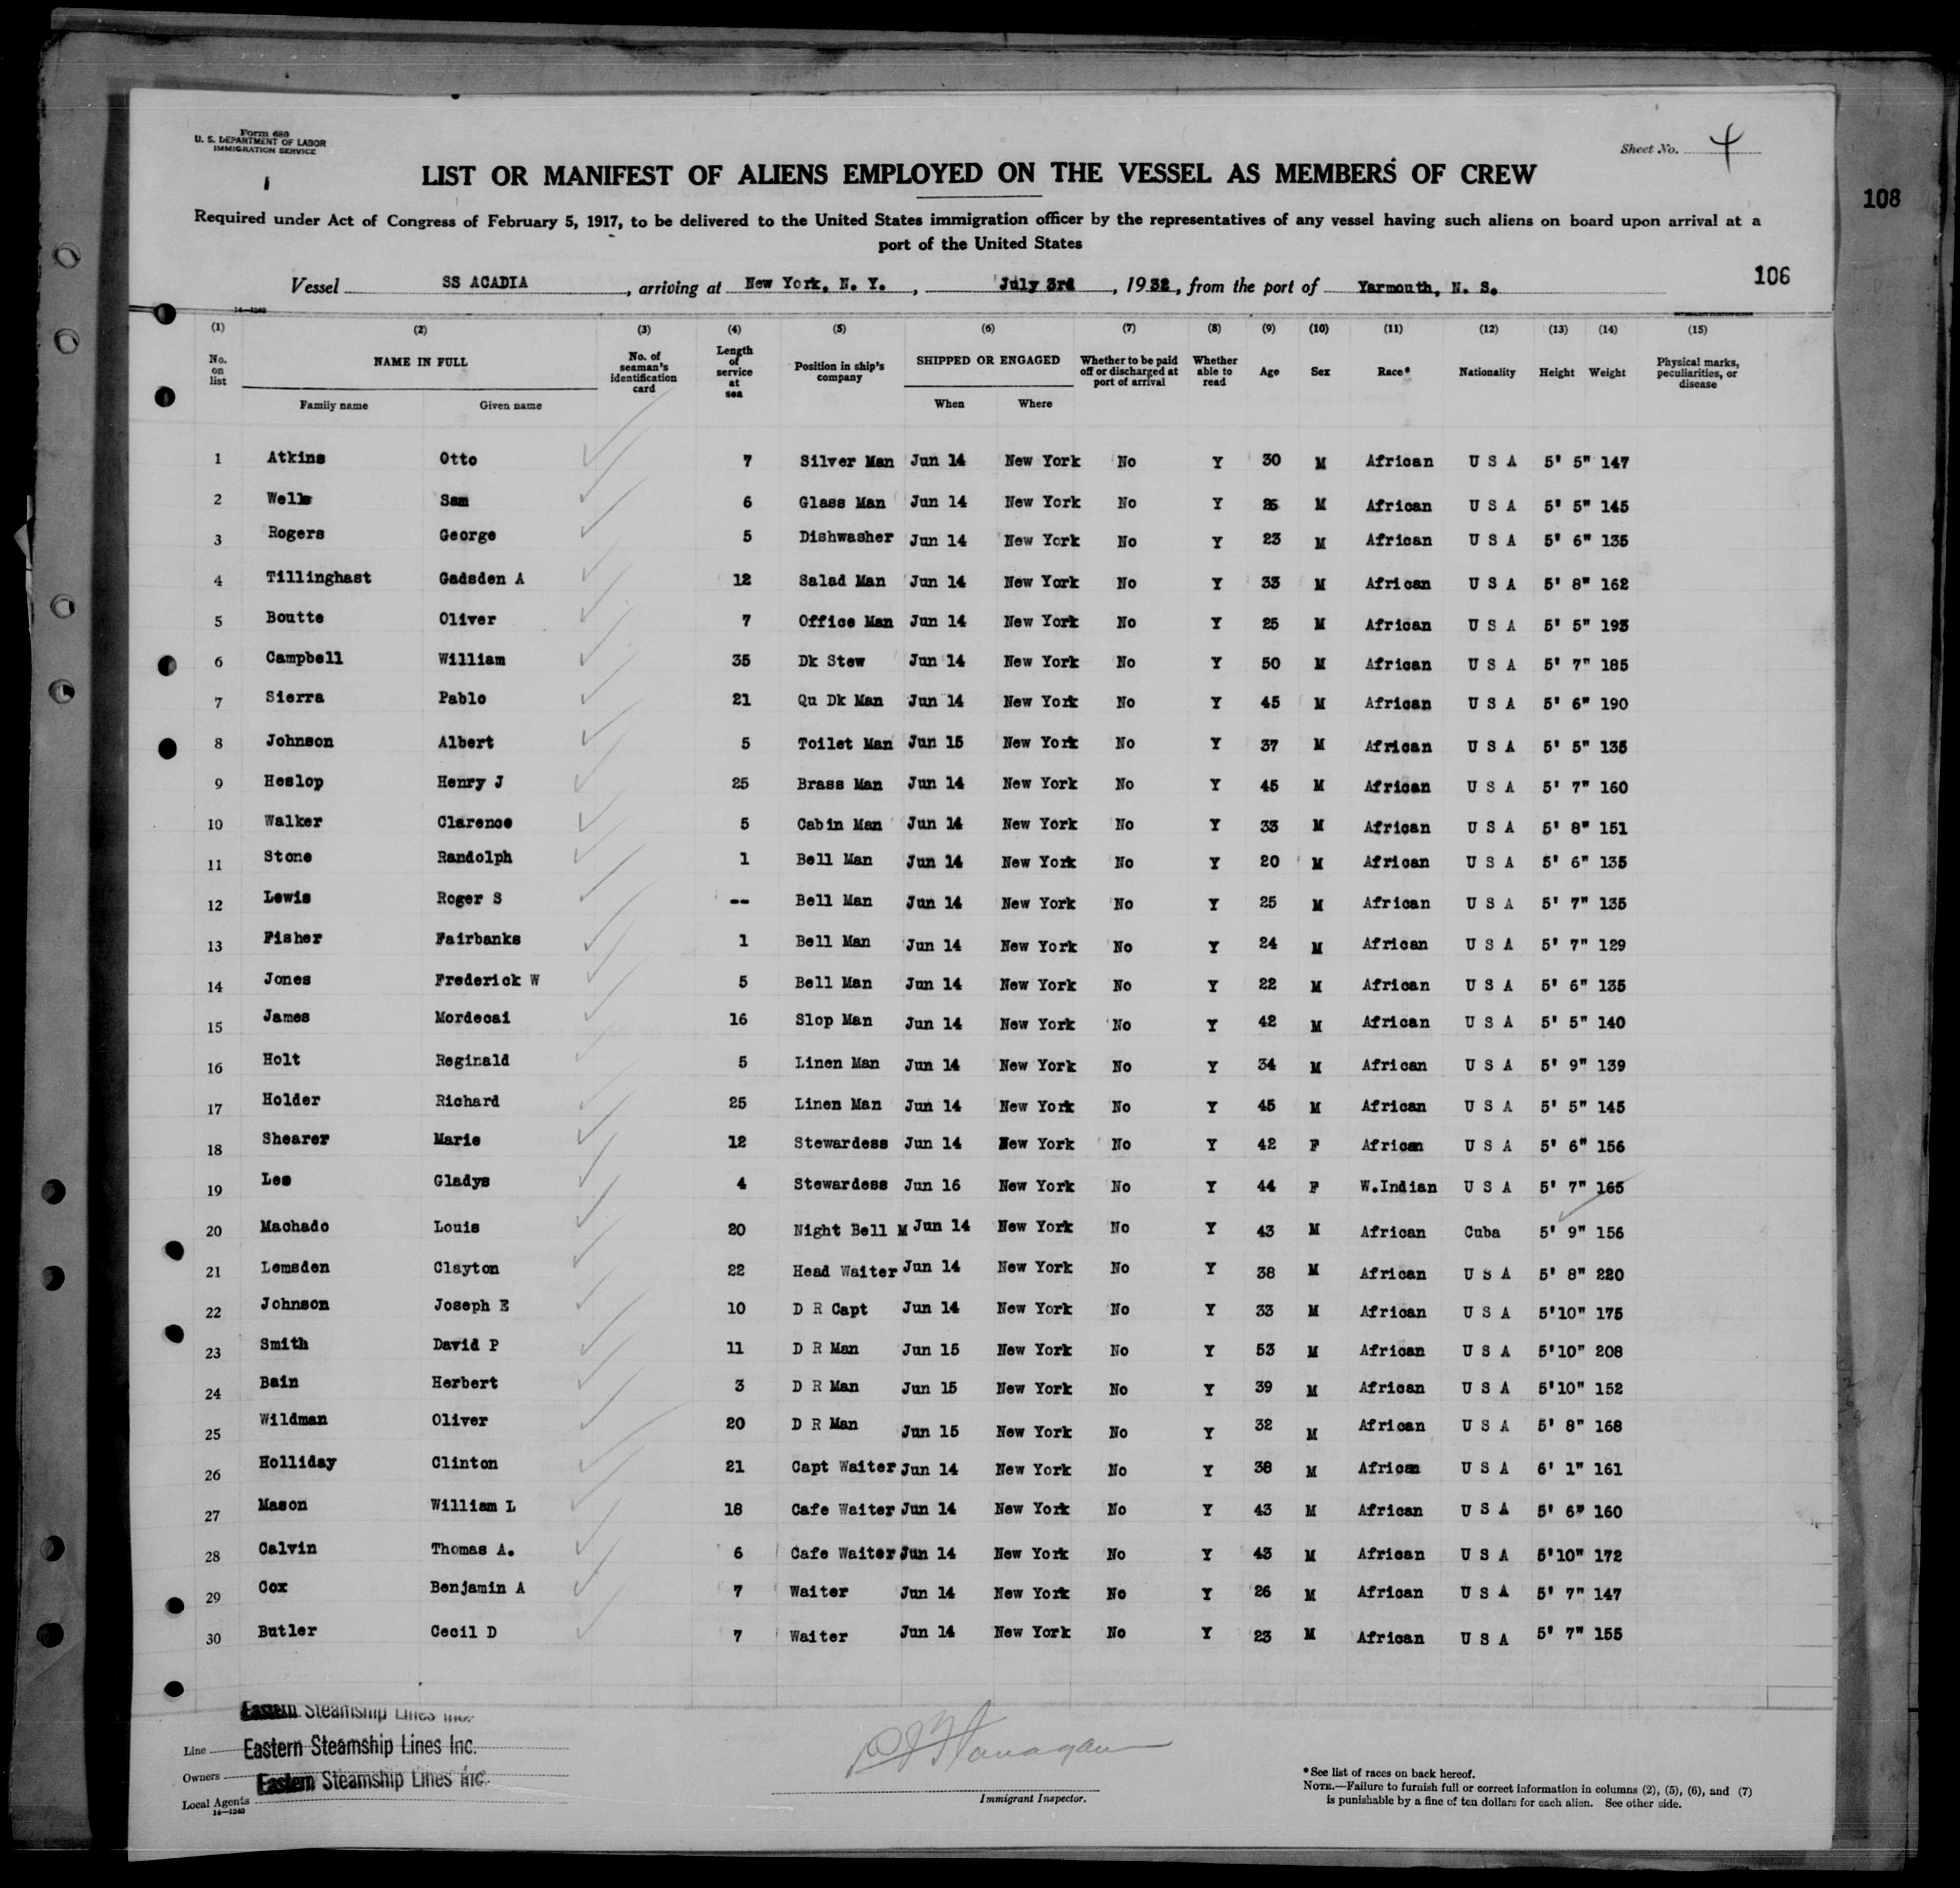 Form 680
U. S. DEPARTMENT OF LABOR
IMMIGRATION SERVICE
Sheet No. 4
LIST OR MANIFEST OF ALIENS EMPLOYED ON THE VESSEL AS MEMBERS OF CREW
108
Required under Act of Congress of February 5, 1917, to be delivered to the United States immigration officer by the representatives of any vessel having such aliens on board upon arrival at a
port of the United States
106
Vessel SS ACADIA, arriving at New York, N. Y., July 3rd, 1932, from the port of Yarmouth, N. S.
14—1240
(1) (2) (3) (4) (5) (6) (7) (8) (9) (10) (11) (12) (13) (14) (15)
No. on list NAME IN FULL No. of seaman's identification card Length of service at sea Position in ship's company SHIPPED OR ENGAGED Whether to be paid off or discharged at port of arrival Whether able to read Age Sex Race* Nationality Height Weight Physical marks, peculiarities, or disease
Family name Given name When Where
1 Atkins Otto 7 Silver Man Jun 14 New York No Y 30 M African U S A 5' 5" 147
2 Wells Sam 6 Glass Man Jun 14 New York No Y 25 M African U S A 5' 5" 145
3 Rogers George 5 Dishwasher Jun 14 New York No Y 23 M African U S A 5' 6" 135
4 Tillinghast Gadsden A 12 Salad Man Jun 14 New York No Y 33 M African U S A 5' 8" 162
5 Boutte Oliver 7 Office Man Jun 14 New York No Y 25 M African U S A 5' 5" 193
6 Campbell William 35 Dk Stew Jun 14 New York No Y 50 M African U S A 5' 7" 185
7 Sierra Pablo 21 Qu Dk Man Jun 14 New York No Y 45 M African U S A 5' 6" 190
8 Johnson Albert 5 Toilet Man Jun 15 New York No Y 37 M African U S A 5' 5" 135
9 Heslop Henry J 25 Brass Man Jun 14 New York No Y 45 M African U S A 5' 7" 160
10 Walker Clarence 5 Cabin Man Jun 14 New York No Y 33 M African U S A 5' 8" 151
11 Stone Randolph 1 Bell Man Jun 14 New York No Y 20 M African U S A 5' 6" 135
12 Lewis Roger S -- Bell Man Jun 14 New York No Y 25 M African U S A 5' 7" 135
13 Fisher Fairbanks 1 Bell Man Jun 14 New York No Y 24 M African U S A 5' 7" 129
14 Jones Frederick W 5 Bell Man Jun 14 New York No Y 22 M African U S A 5' 6" 135
15 James Mordecai 16 Slop Man Jun 14 New York No Y 42 M African U S A 5' 5" 140
16 Holt Reginald 5 Linen Man Jun 14 New York No Y 34 M African U S A 5' 9" 139
17 Holder Richard 25 Linen Man Jun 14 New York No Y 45 M African U S A 5' 5" 145
18 Shearer Marie 12 Stewardess Jun 14 New York No Y 42 F African U S A 5' 6" 156
19 Lee Gladys 4 Stewardess Jun 16 New York No Y 44 F W.Indian U S A 5' 7" 165
20 Machado Louis 20 Night Bell M Jun 14 New York No Y 43 M African Cuba 5' 9" 156
21 Lemsden Clayton 22 Head Waiter Jun 14 New York No Y 38 M African U S A 5' 8" 220
22 Johnson Joseph E 10 D R Capt Jun 14 New York No Y 33 M African U S A 5'10" 175
23 Smith David P 11 D R Man Jun 15 New York No Y 53 M African U S A 5'10" 208
24 Bain Herbert 3 D R Man Jun 15 New York No Y 39 M African U S A 5'10" 152
25 Wildman Oliver 20 D R Man Jun 15 New York No Y 32 M African U S A 5' 8" 168
26 Holliday Clinton 21 Capt Waiter Jun 14 New York No Y 38 M African U S A 6' 1" 161
27 Mason William L 18 Cafe Waiter Jun 14 New York No Y 43 M African U S A 5' 6" 160
28 Calvin Thomas A. 6 Cafe Waiter Jun 14 New York No Y 43 M African U S A 5'10" 172
29 Cox Benjamin A 7 Waiter Jun 14 New York No Y 26 M African U S A 5' 7" 147
30 Butler Cecil D 7 Waiter Jun 14 New York No Y 23 M African U S A 5' 7" 155
Eastern Steamship Lines Inc.
Line Eastern Steamship Lines Inc.
Owners Eastern Steamship Lines Inc.
Local Agents
14—1240
Flanagan
Immigrant Inspector.
*See list of races on back hereof.
NOTE.—Failure to furnish full or correct information in columns (2), (5), (6), and (7)
is punishable by a fine of ten dollars for each alien. See other side.